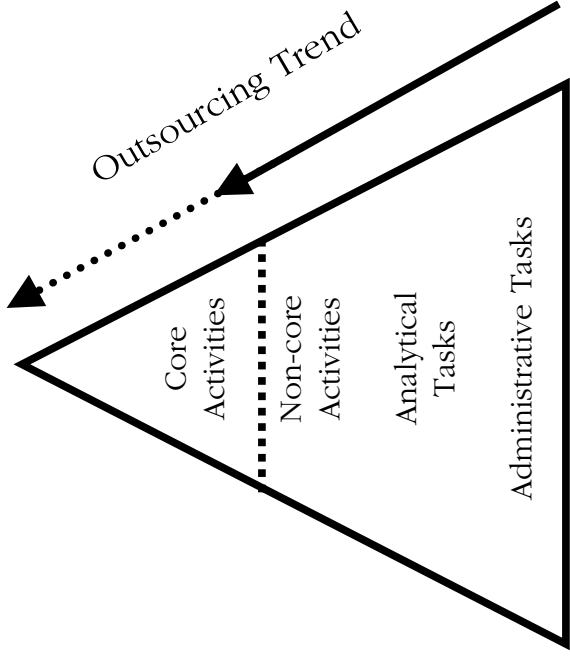 Outsourcing Trend
Core
Activities
Non-core
Activities
Analytical
Tasks
Administrative Tasks